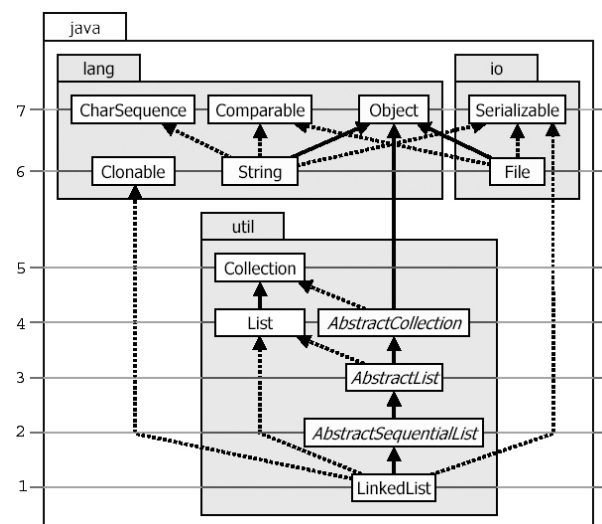 java
lang
io
7
CharSequence
Comparable
Object
Serializable
6
Clonable
String
File
util
5
Collection
4
List
AbstractCollection
3
AbstractList
2
AbstractSequentialList
1
LinkedList